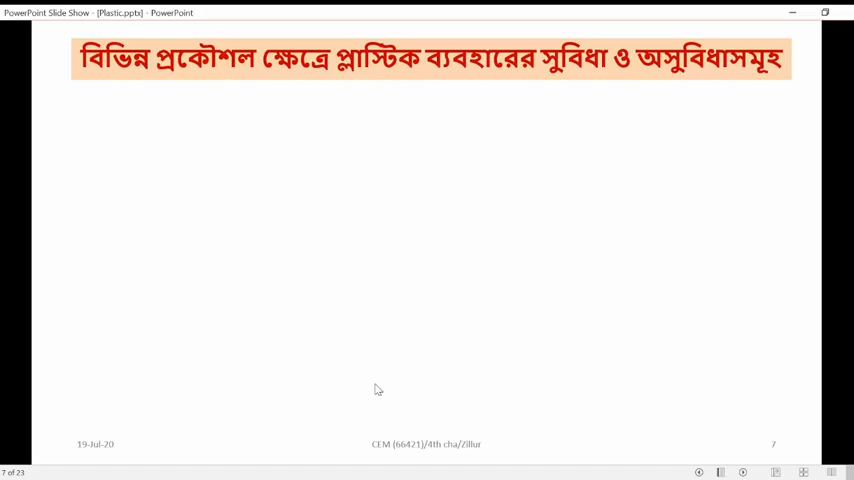 PowerPoint Slide Show - [Plastic.pptx] - PowerPoint
বিভিন্ন প্রকৌশল ক্ষেত্রে প্লাস্টিক ব্যবহারের সুবিধা ও অসুবিধাসমূহ
19-Jul-20 CEM (66421)/4th cha/Zillur 7
7 of 23